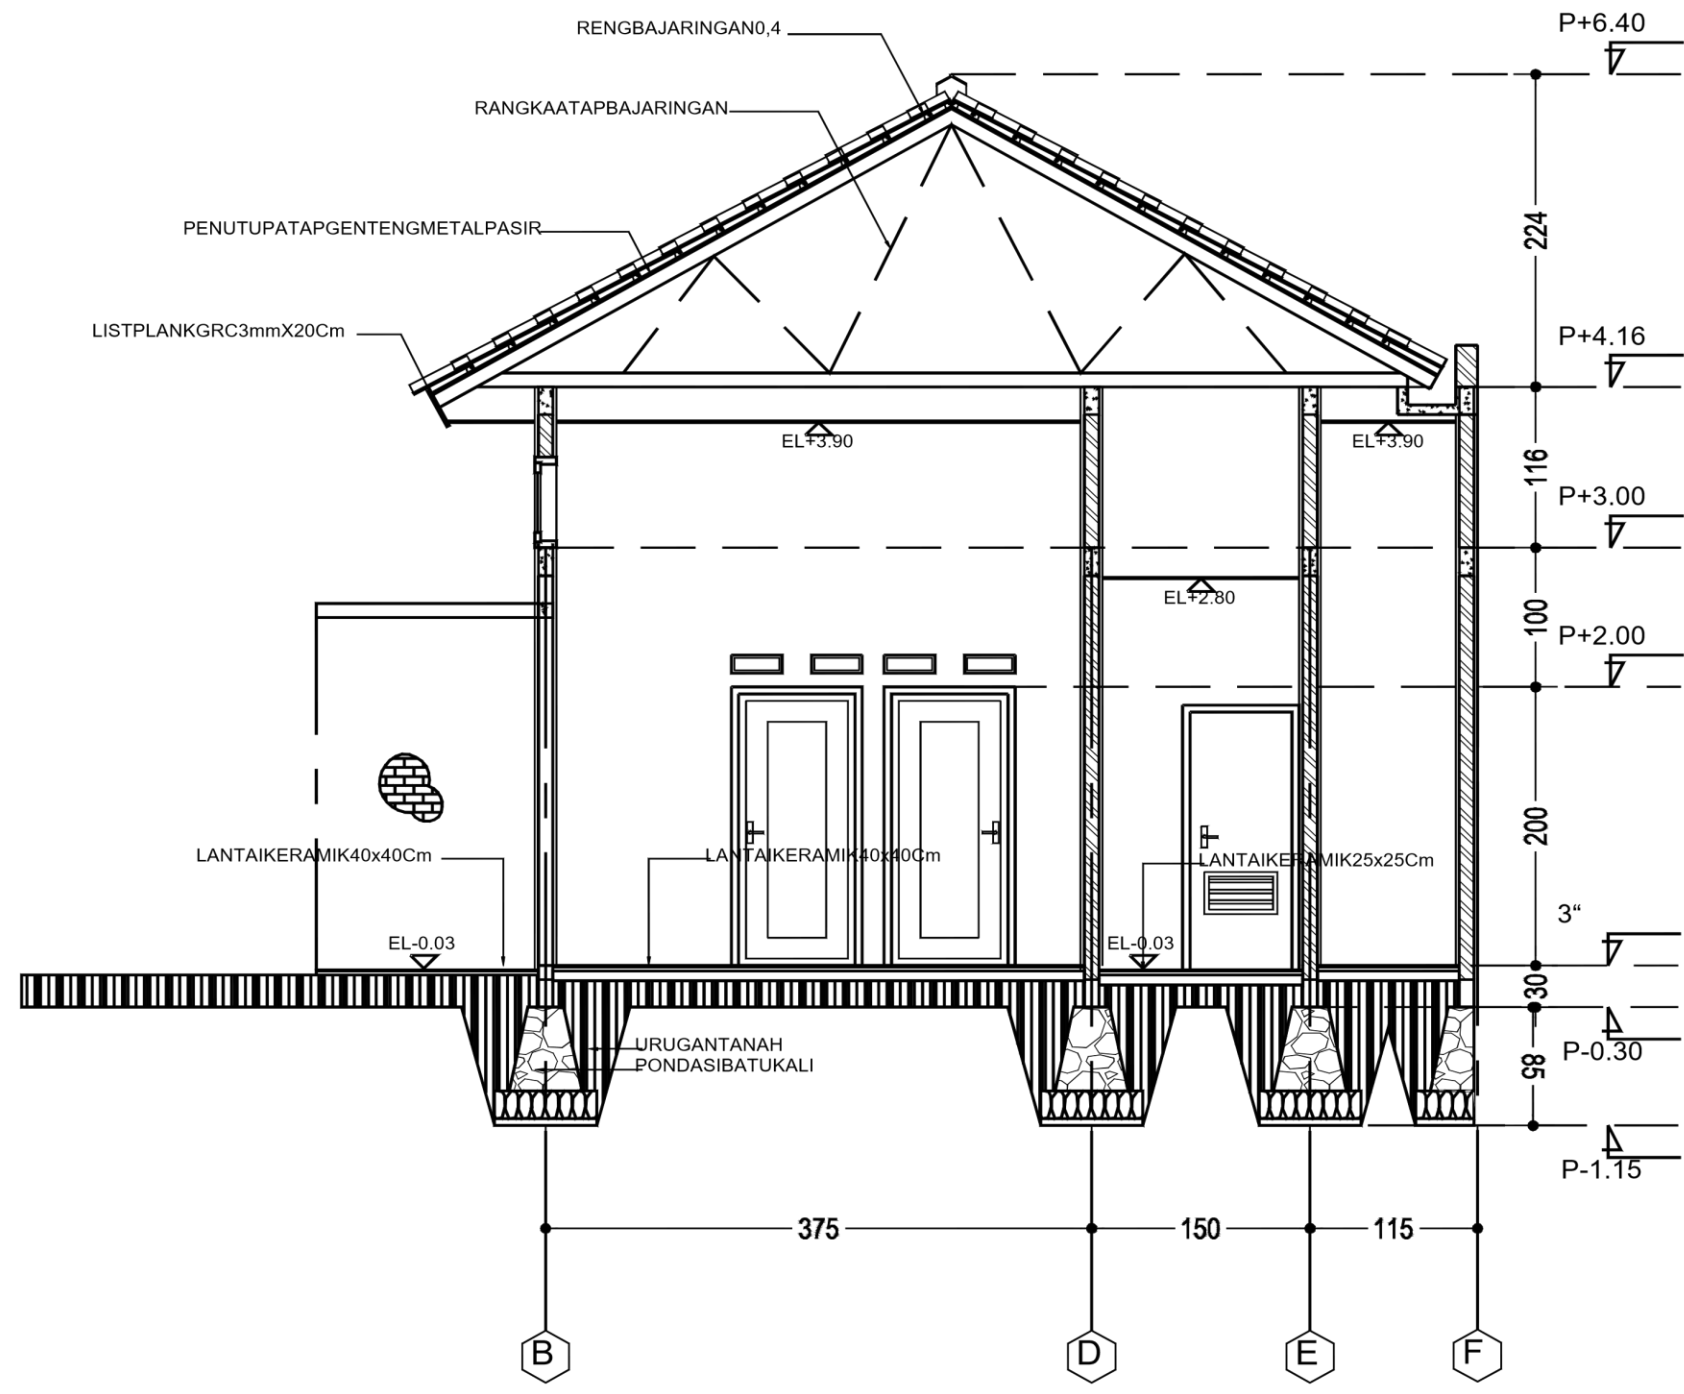 RENGBAJARINGAN0,4
P+6.40
RANGKAATAPBAJARINGAN
PENUTUPATAPGENTENGMETALPASIR
224
LISTPLANKGRC3mmX20Cm
P+4.16
EL+3.90
EL+3.90
116
P+3.00
EL+2.80
100
P+2.00
200
LANTAIKERAMIK40x40Cm
LANTAIKERAMIK40x40Cm
LANTAIKERAMIK25x25Cm
3“
EL-0.03
EL-0.03
30
URUGANTANAH
P-0.30
PONDASIBATUKALI
85
P-1.15
375
150
115
B
D
E
F